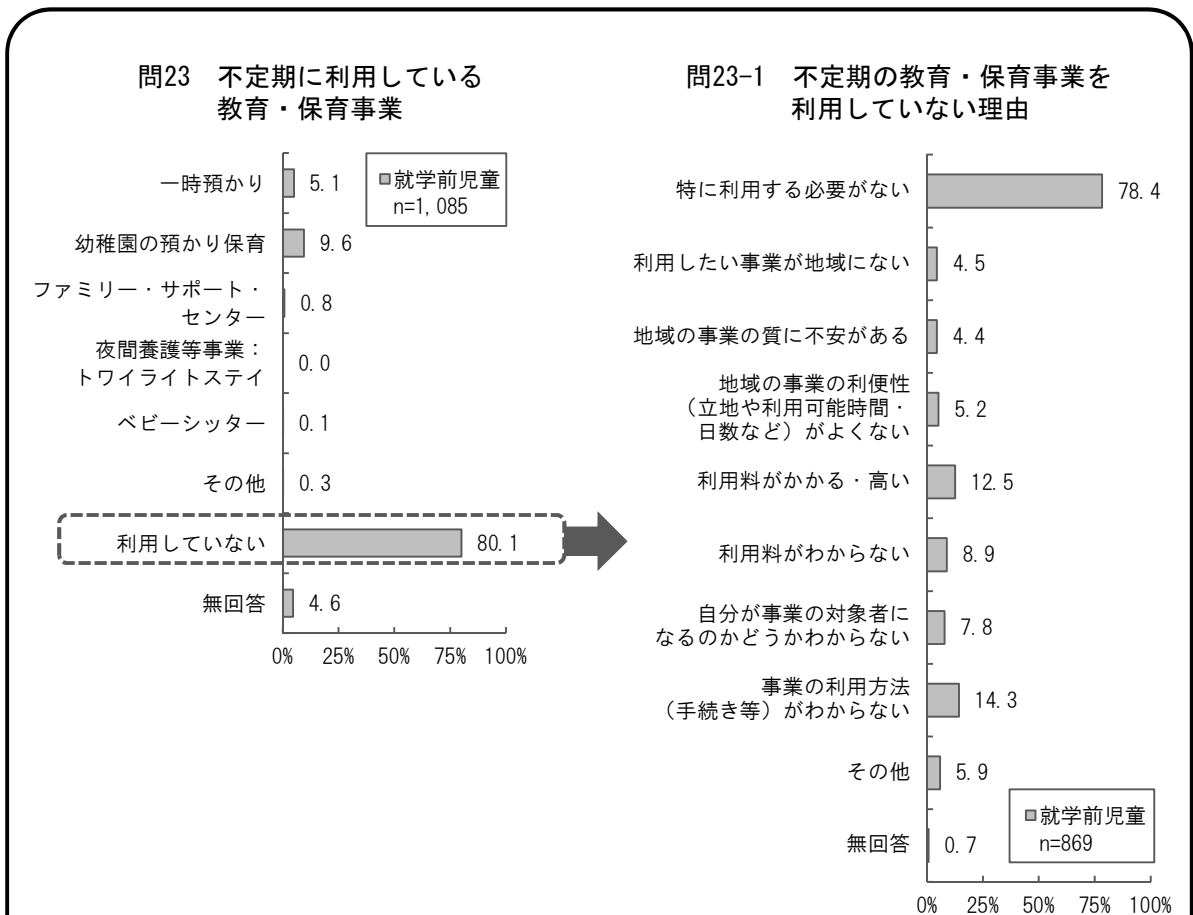 問23 不定期に利用している
教育・保育事業
一時預かり 5.1
幼稚園の預かり保育 9.6
ファミリー・サポート・
センター 0.8
夜間養護等事業：
トワイライトステイ 0.0
ベビーシッター 0.1
その他 0.3
利用していない 80.1
無回答 4.6
0% 25% 50% 75% 100%
就学前児童
n=1,085
問23-1 不定期の教育・保育事業を
利用していない理由
特に利用する必要がない 78.4
利用したい事業が地域にない 4.5
地域の事業の質に不安がある 4.4
地域の事業の利便性
（立地や利用可能時間・
日数など）がよくない 5.2
利用料がかかる・高い 12.5
利用料がわからない 8.9
自分が事業の対象者に
なるのかどうかわからない 7.8
事業の利用方法
（手続き等）がわからない 14.3
その他 5.9
無回答 0.7
0% 25% 50% 75% 100%
就学前児童
n=869